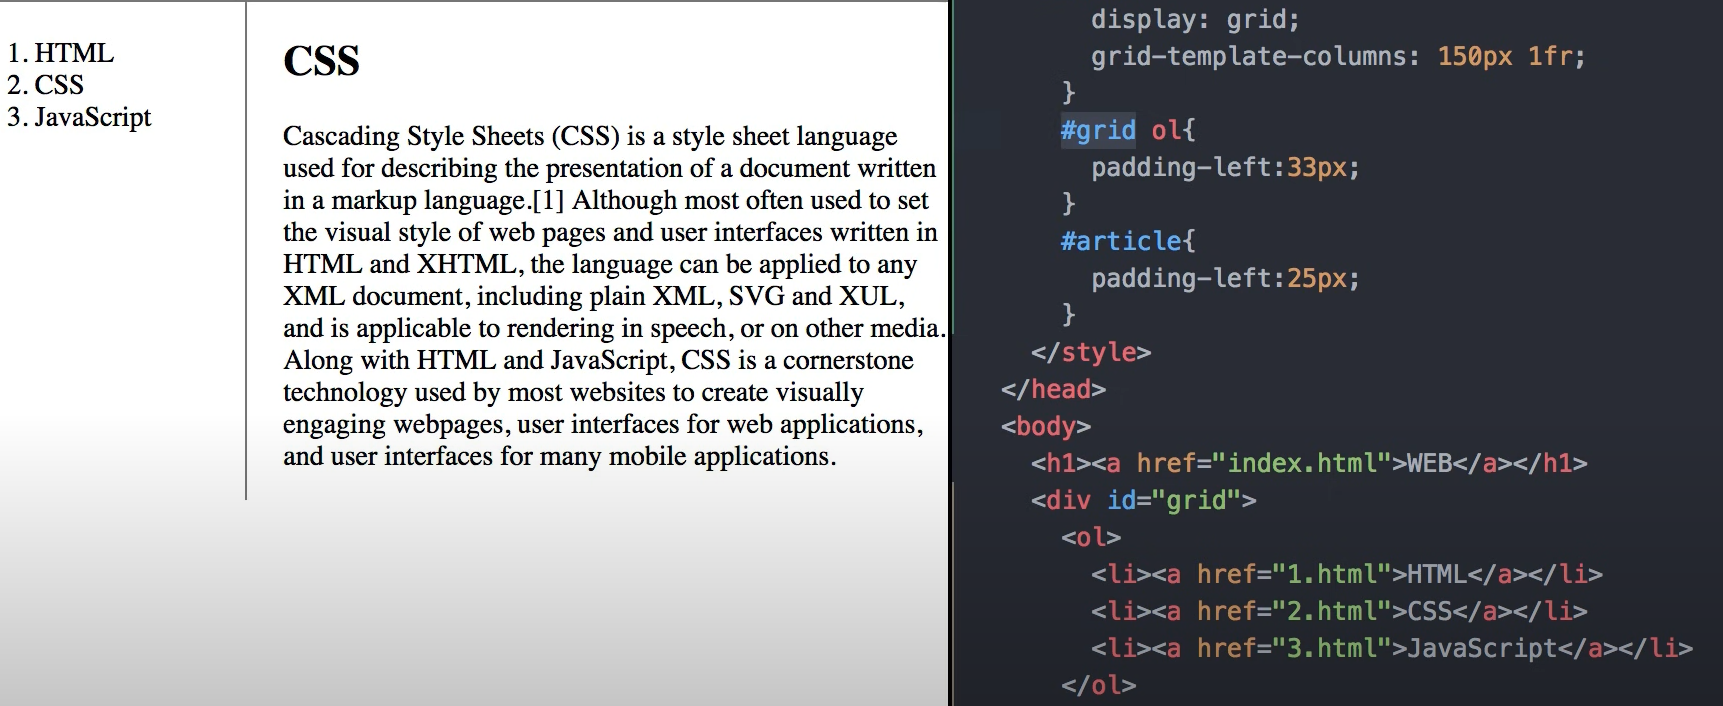 1. HTML
2. CSS
3. JavaScript
CSS
Cascading Style Sheets (CSS) is a style sheet language
used for describing the presentation of a document written
in a markup language.[1] Although most often used to set
the visual style of web pages and user interfaces written in
HTML and XHTML, the language can be applied to any
XML document, including plain XML, SVG and XUL,
and is applicable to rendering in speech, or on other media.
Along with HTML and JavaScript, CSS is a cornerstone
technology used by most websites to create visually
engaging webpages, user interfaces for web applications,
and user interfaces for many mobile applications.
display: grid;
grid-template-columns: 150px 1fr;
}
#grid ol{
padding-left:33px;
}
#article{
padding-left:25px;
}
</style>
</head>
<body>
<h1><a href="index.html">WEB</a></h1>
<div id="grid">
<ol>
<li><a href="1.html">HTML</a></li>
<li><a href="2.html">CSS</a></li>
<li><a href="3.html">JavaScript</a></li>
</ol>